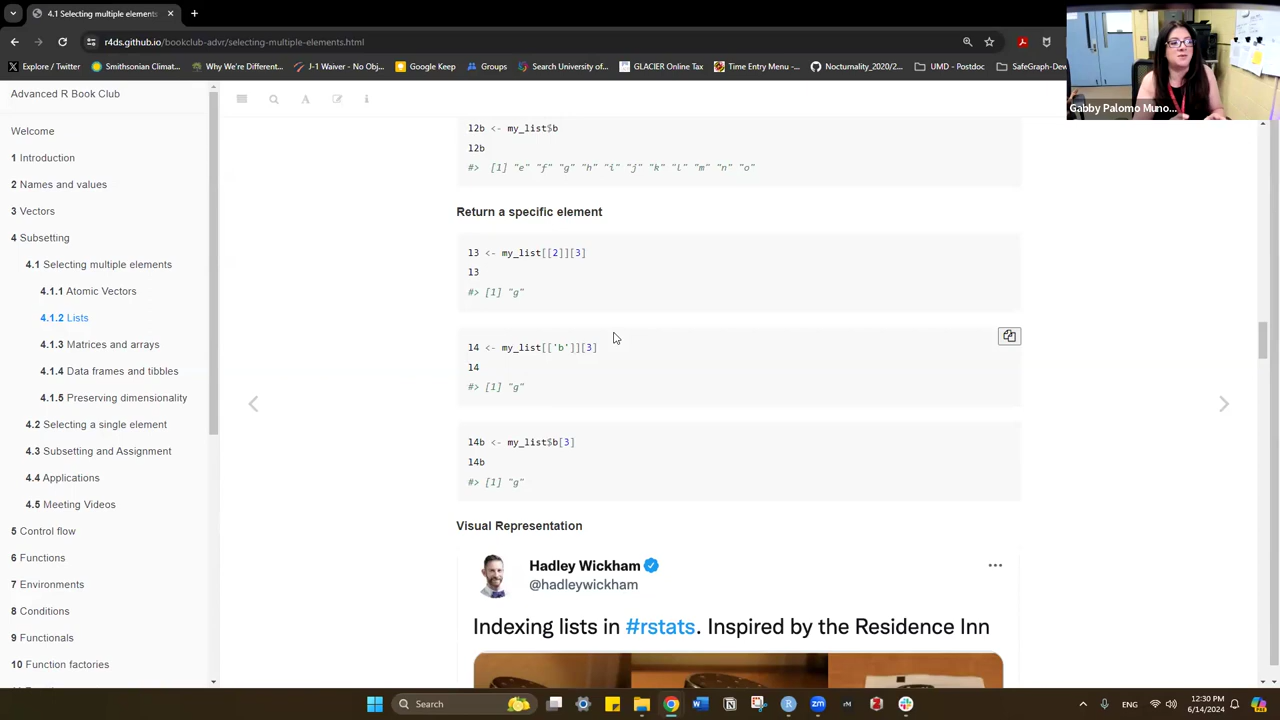 4.1 Selecting multiple elements
r4ds.github.io/bookclub-advr/selecting-multiple-elements.html
Explore / Twitter
Smithsonian Climat...
Why We're Different...
J-1 Waiver - No Obj...
Google Keep
Groups
University of...
GLACIER Online Tax
Time Entry Menu -...
Nocturnality_2020/2...
UMD - Postdoc
SafeGraph-Dew
Gabby Palomo Muno...
Advanced R Book Club
Welcome
1 Introduction
2 Names and values
3 Vectors
4 Subsetting
4.1 Selecting multiple elements
4.1.1 Atomic Vectors
4.1.2 Lists
4.1.3 Matrices and arrays
4.1.4 Data frames and tibbles
4.1.5 Preserving dimensionality
4.2 Selecting a single element
4.3 Subsetting and Assignment
4.4 Applications
4.5 Meeting Videos
5 Control flow
6 Functions
7 Environments
8 Conditions
9 Functionals
10 Function factories
l2b <- my_list$b
l2b
#> [1] "e" "f" "g" "h" "i" "j" "k" "l" "m" "n" "o"
Return a specific element
l3 <- my_list[[2]][3]
l3
#> [1] "g"
l4 <- my_list[['b']][3]
l4
#> [1] "g"
l4b <- my_list$b[3]
l4b
#> [1] "g"
Visual Representation
Hadley Wickham
@hadleywickham
Indexing lists in #rstats. Inspired by the Residence Inn
Search
ENG
12:30 PM
6/14/2024